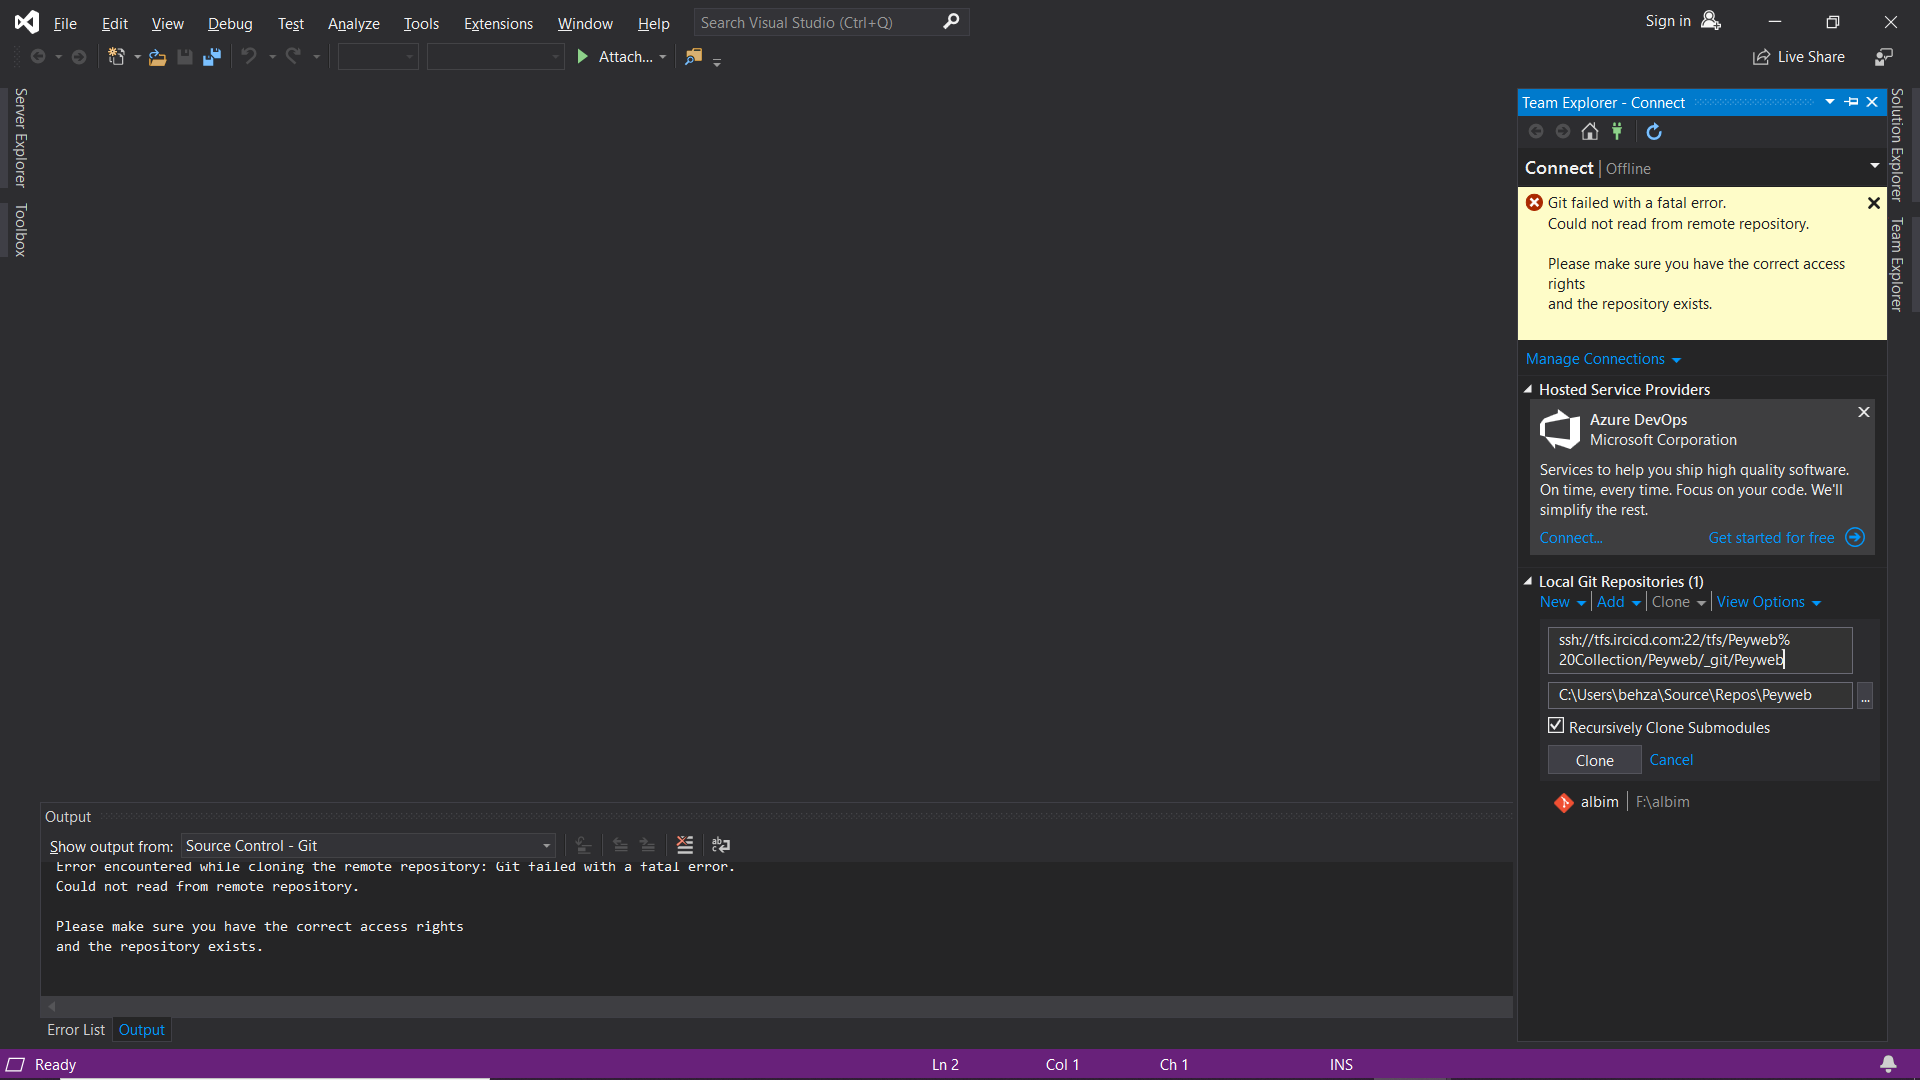 File Edit View Debug Test Analyze Tools Extensions Window Help Search Visual Studio (Ctrl+Q) Sign in
Attach... Live Share
Server Explorer
Toolbox
Team Explorer - Connect
Connect | Offline
Git failed with a fatal error.
Could not read from remote repository.
Please make sure you have the correct access
rights
and the repository exists.
Manage Connections
Hosted Service Providers
Azure DevOps
Microsoft Corporation
Services to help you ship high quality software.
On time, every time. Focus on your code. We'll
simplify the rest.
Connect... Get started for free
Local Git Repositories (1)
New Add Clone View Options
ssh://tfs.ircicd.com:22/tfs/Peyweb%
20Collection/Peyweb/_git/Peyweb
C:\Users\behza\Source\Repos\Peyweb ...
Recursively Clone Submodules
Clone Cancel
albim F:\albim
Solution Explorer
Team Explorer
Output
Show output from: Source Control - Git
Error encountered while cloning the remote repository: Git failed with a fatal error.
Could not read from remote repository.
Please make sure you have the correct access rights
and the repository exists.
Error List Output
Ready Ln 2 Col 1 Ch 1 INS